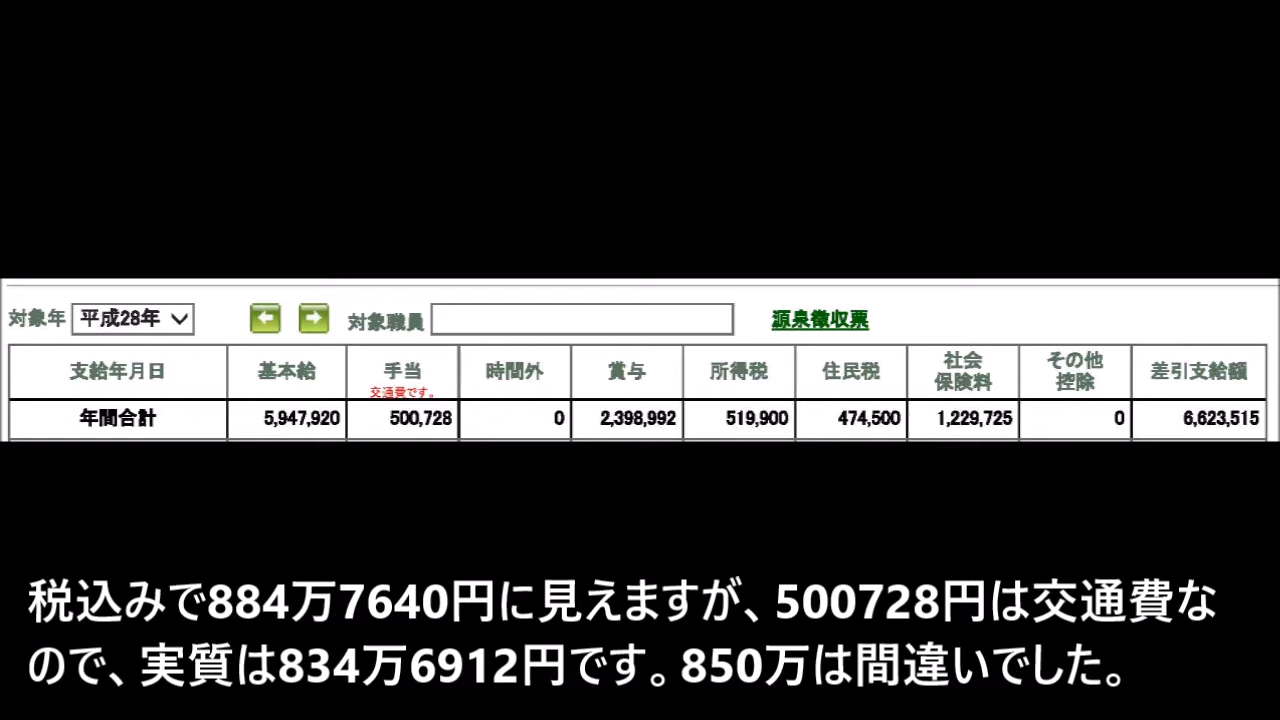 対象年 平成28年 対象職員 源泉徴収票
支給年月日 基本給 手当 交通費です。 時間外 賞与 所得税 住民税 社会保険料 その他控除 差引支給額
年間合計 5,947,920 500,728 0 2,398,992 519,900 474,500 1,229,725 0 6,623,515
税込みで884万7640円に見えますが、500728円は交通費な
ので、実質は834万6912円です。850万は間違いでした。